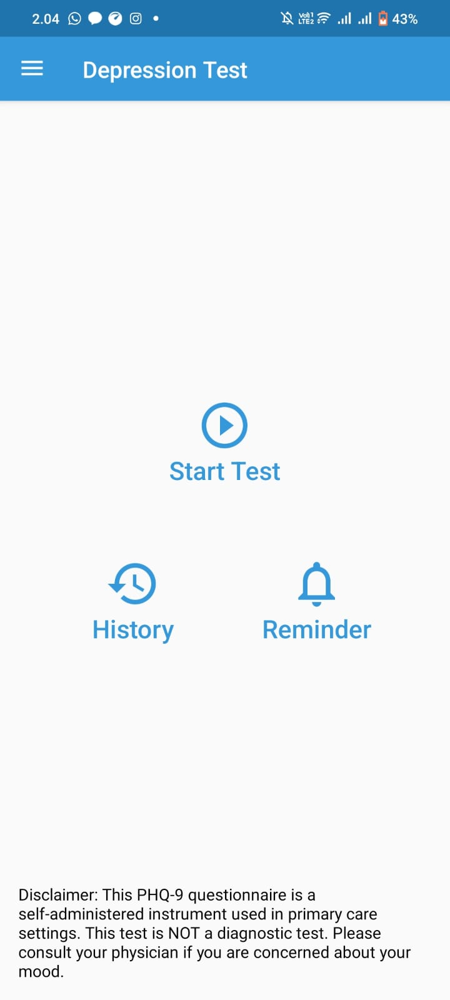 2.04 43%
Vo))1
LTE2
Depression Test
Start Test
History Reminder
Disclaimer: This PHQ-9 questionnaire is a
self-administered instrument used in primary care
settings. This test is NOT a diagnostic test. Please
consult your physician if you are concerned about your
mood.